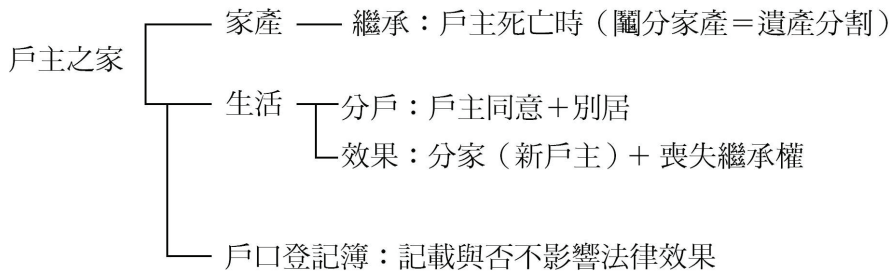 家產 繼承：戶主死亡時（鬮分家產＝遺產分割）
戶主之家
生活 分戶：戶主同意＋別居
效果：分家（新戶主）＋ 喪失繼承權
戶口登記簿：記載與否不影響法律效果